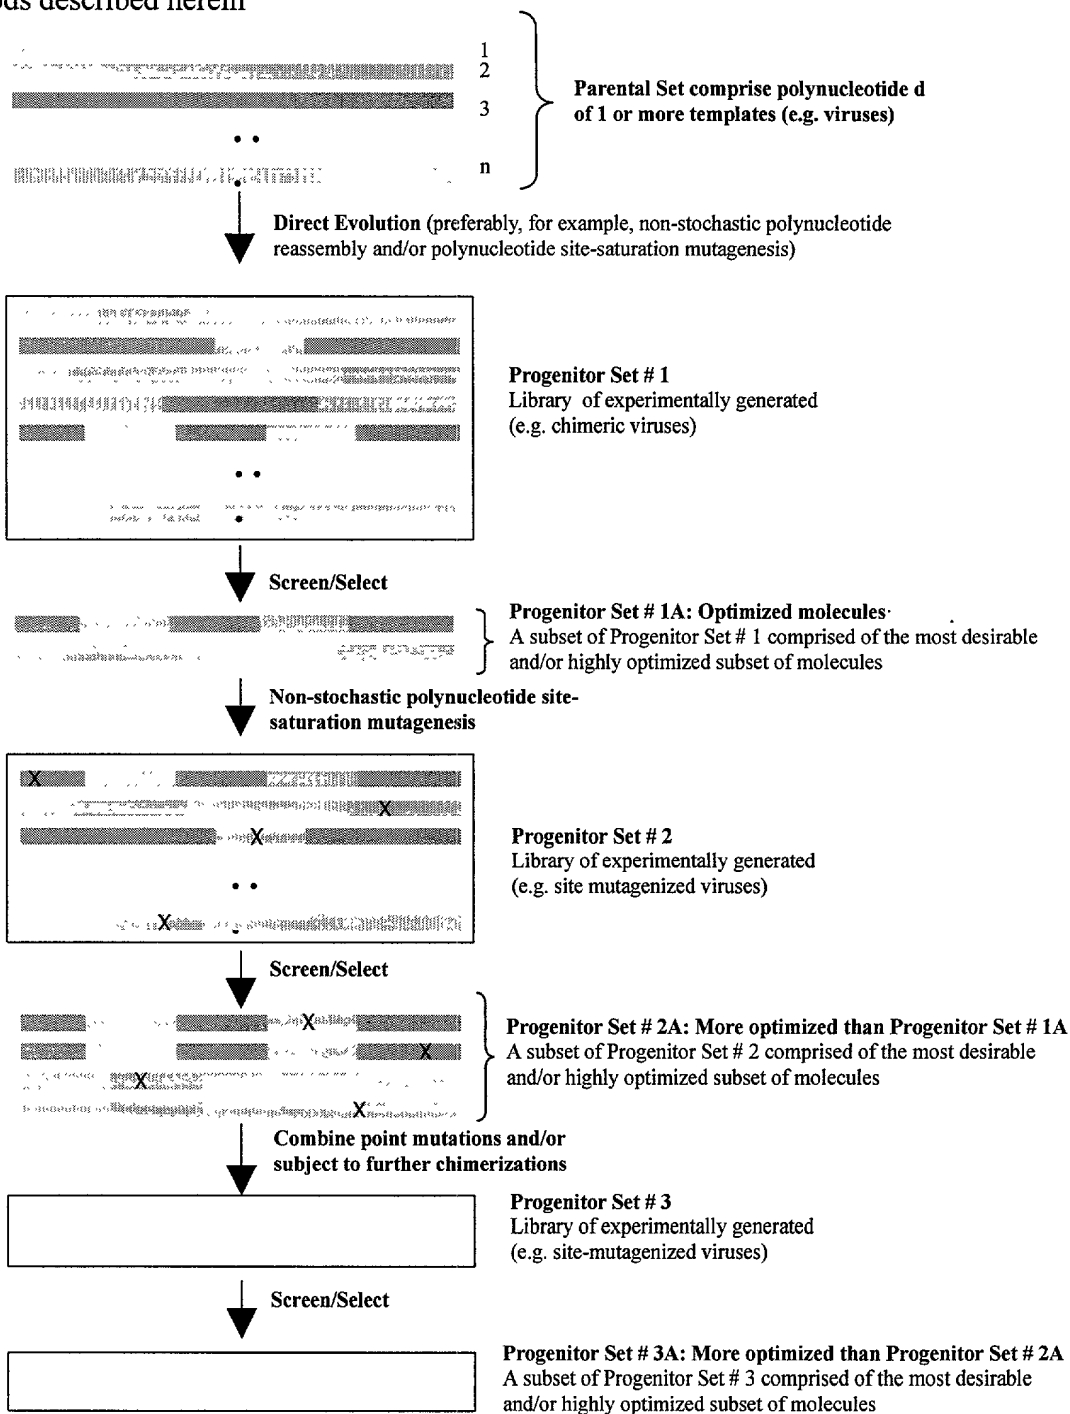 described herein
1
2
Parental Set comprise polynucleotide d
of 1 or more templates (e.g. viruses)
3
n
Direct Evolution (preferably, for example, non-stochastic polynucleotide
reassembly and/or polynucleotide site-saturation mutagenesis)
Progenitor Set # 1
Library of experimentally generated
(e.g. chimeric viruses)
Screen/Select
Progenitor Set # 1A: Optimized molecules
A subset of Progenitor Set # 1 comprised of the most desirable
and/or highly optimized subset of molecules
Non-stochastic polynucleotide site-
saturation mutagenesis
X
X
X
Progenitor Set # 2
Library of experimentally generated
(e.g. site mutagenized viruses)
X
Screen/Select
X
Progenitor Set # 2A: More optimized than Progenitor Set # 1A
X
A subset of Progenitor Set # 2 comprised of the most desirable
and/or highly optimized subset of molecules
X
X
Combine point mutations and/or
subject to further chimerizations
Progenitor Set # 3
Library of experimentally generated
(e.g. site-mutagenized viruses)
Screen/Select
Progenitor Set # 3A: More optimized than Progenitor Set # 2A
A subset of Progenitor Set # 3 comprised of the most desirable
and/or highly optimized subset of molecules